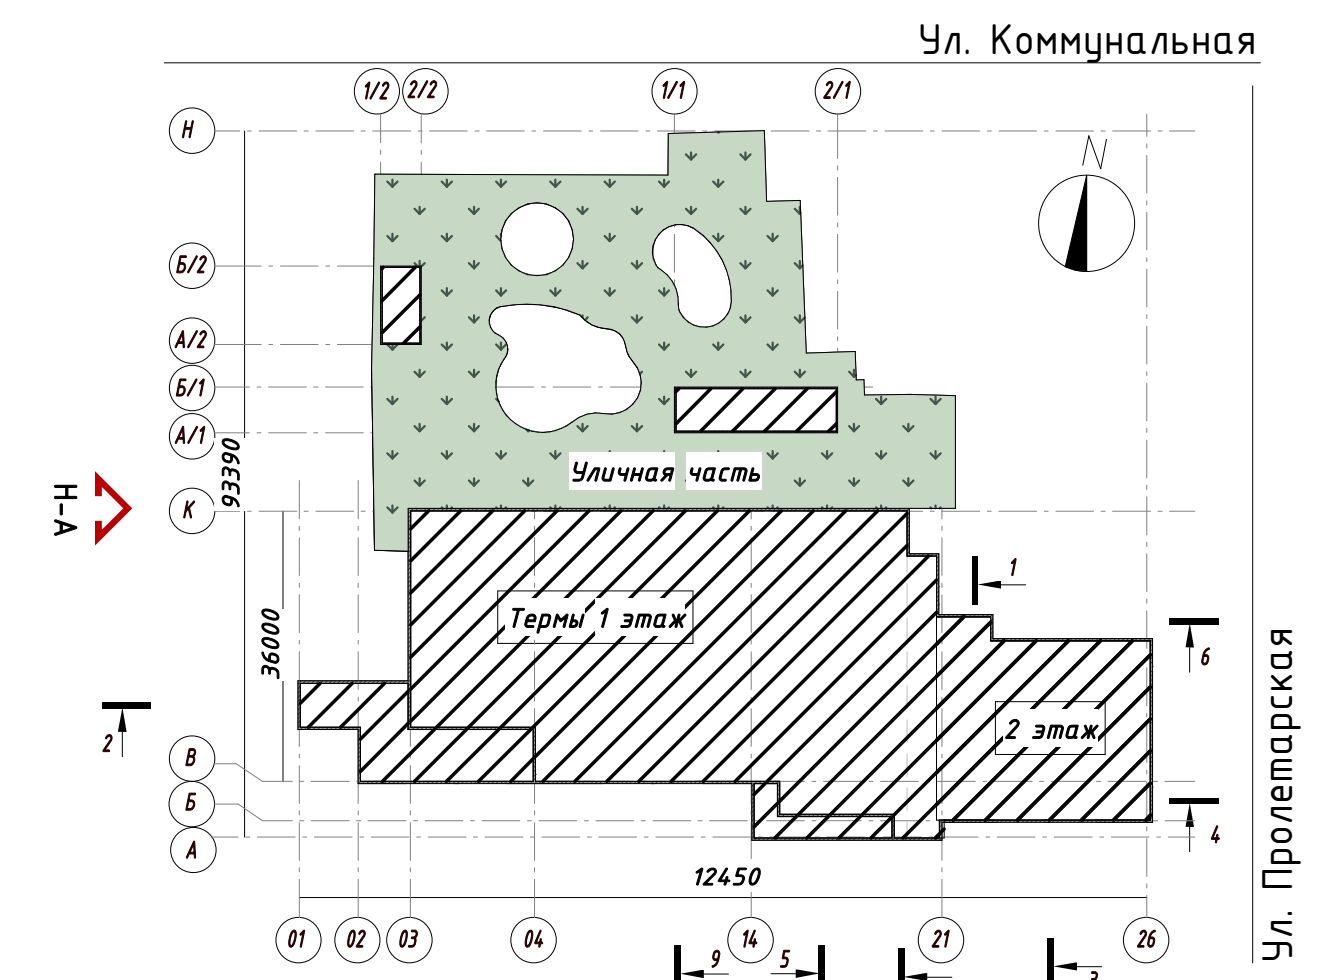 Ул. Коммунальная
1/2 2/2 1/1 2/1
Н
N
Б/2
А/2
Б/1
А/1
93390
Уличная часть
Н-А
К
1
36000
Термы 1 этаж
6
Ул. Пролетарская
2 этаж
2
В
Б
4
А
12450
01 02 03 04 14 21 26
9 5